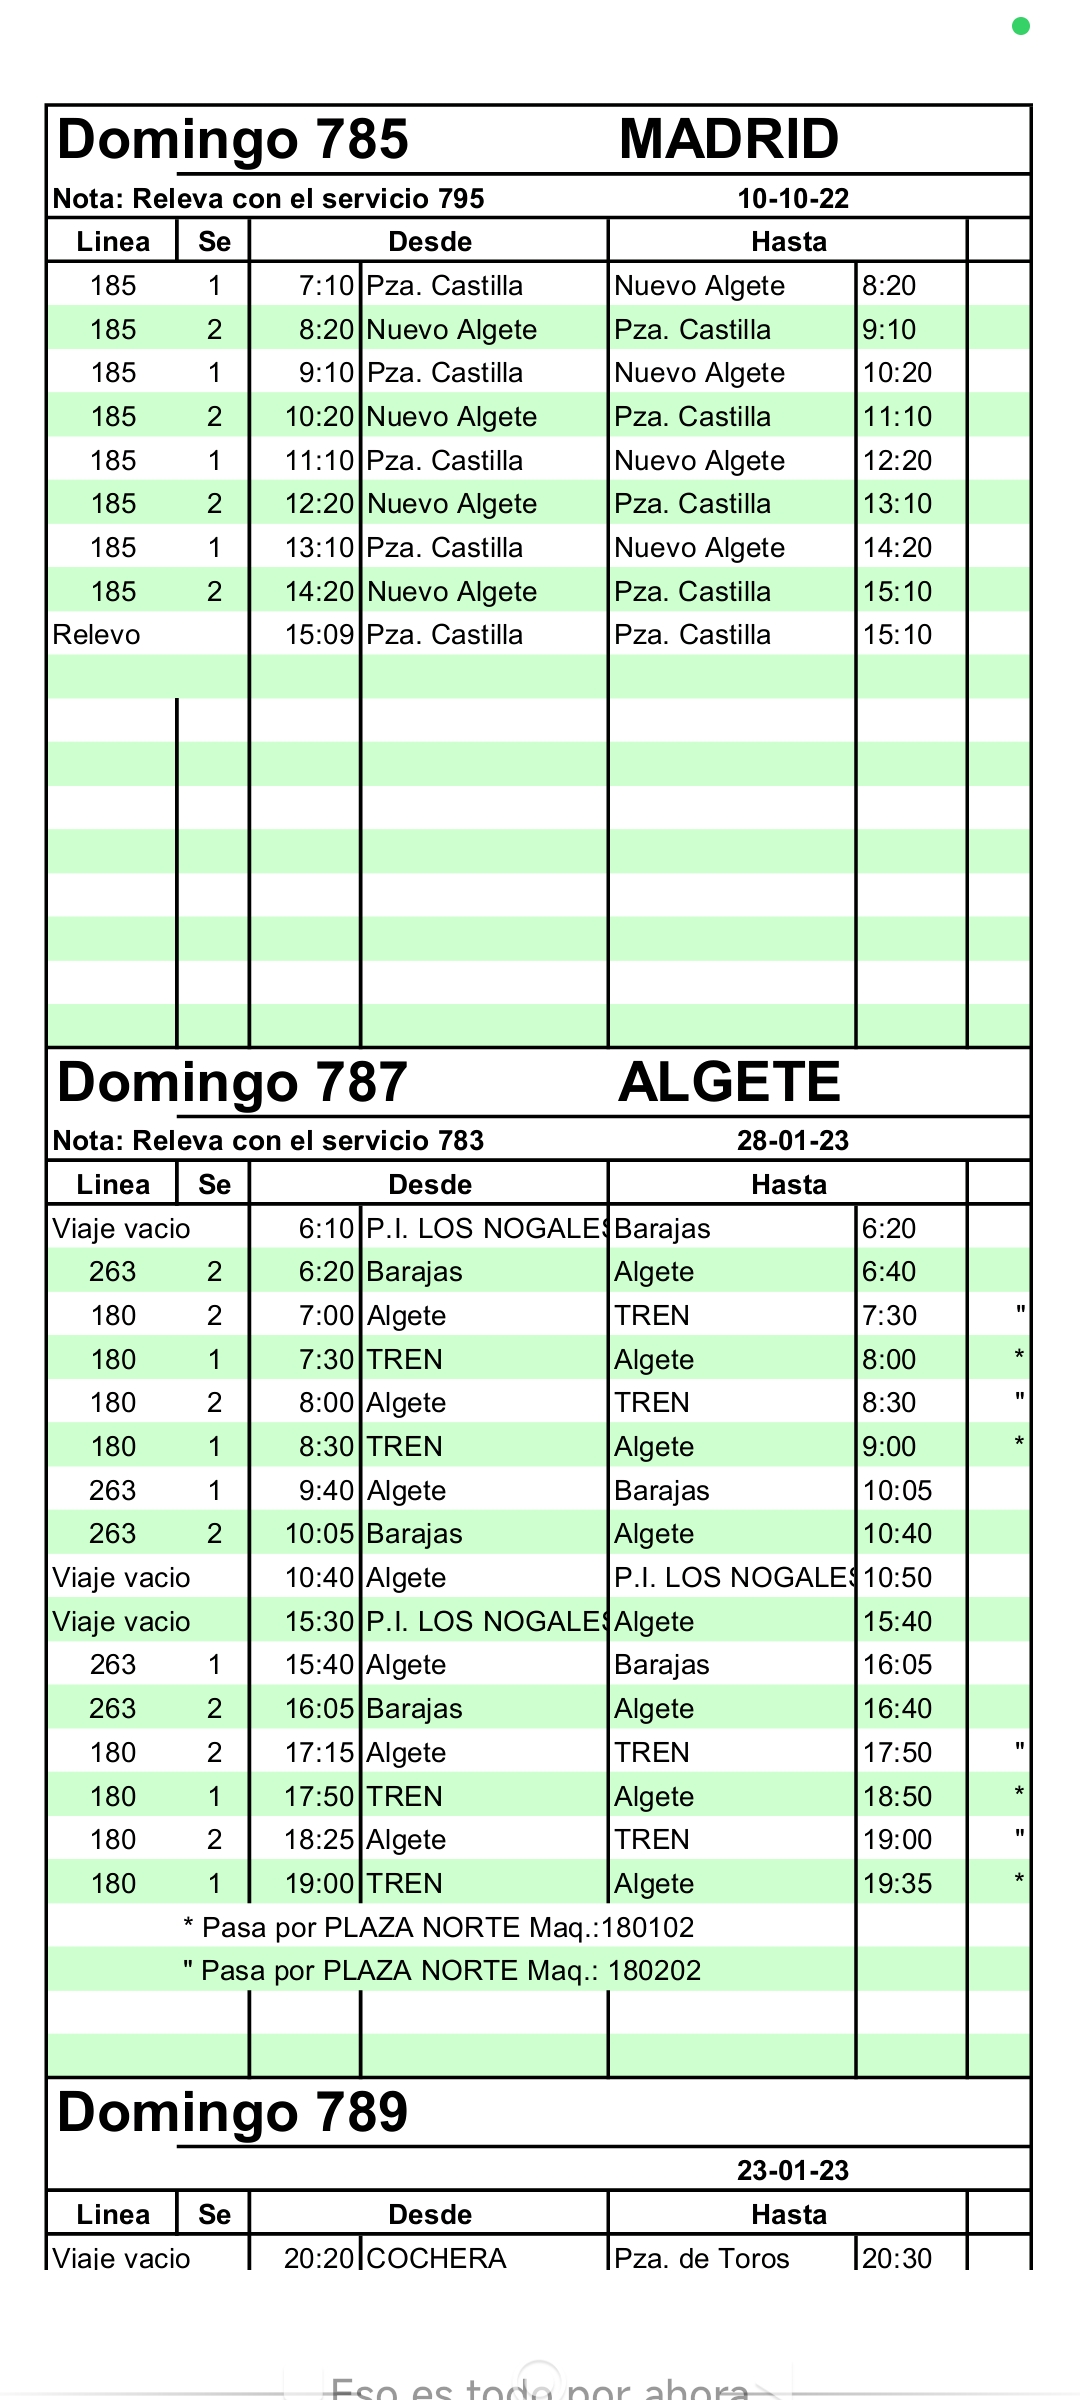 Domingo 785 MADRID
Nota: Releva con el servicio 795 10-10-22
Linea Se Desde Hasta
185 1 7:10 Pza. Castilla Nuevo Algete 8:20
185 2 8:20 Nuevo Algete Pza. Castilla 9:10
185 1 9:10 Pza. Castilla Nuevo Algete 10:20
185 2 10:20 Nuevo Algete Pza. Castilla 11:10
185 1 11:10 Pza. Castilla Nuevo Algete 12:20
185 2 12:20 Nuevo Algete Pza. Castilla 13:10
185 1 13:10 Pza. Castilla Nuevo Algete 14:20
185 2 14:20 Nuevo Algete Pza. Castilla 15:10
Relevo 15:09 Pza. Castilla Pza. Castilla 15:10
Domingo 787 ALGETE
Nota: Releva con el servicio 783 28-01-23
Linea Se Desde Hasta
Viaje vacio 6:10 P.I. LOS NOGALES Barajas 6:20
263 2 6:20 Barajas Algete 6:40
180 2 7:00 Algete TREN 7:30 "
180 1 7:30 TREN Algete 8:00 *
180 2 8:00 Algete TREN 8:30 "
180 1 8:30 TREN Algete 9:00 *
263 1 9:40 Algete Barajas 10:05
263 2 10:05 Barajas Algete 10:40
Viaje vacio 10:40 Algete P.I. LOS NOGALES 10:50
Viaje vacio 15:30 P.I. LOS NOGALES Algete 15:40
263 1 15:40 Algete Barajas 16:05
263 2 16:05 Barajas Algete 16:40
180 2 17:15 Algete TREN 17:50 "
180 1 17:50 TREN Algete 18:50 *
180 2 18:25 Algete TREN 19:00 "
180 1 19:00 TREN Algete 19:35 *
* Pasa por PLAZA NORTE Maq.:180102
" Pasa por PLAZA NORTE Maq.: 180202
Domingo 789
23-01-23
Linea Se Desde Hasta
Viaje vacio 20:20 COCHERA Pza. de Toros 20:30
Eso es todo por ahora